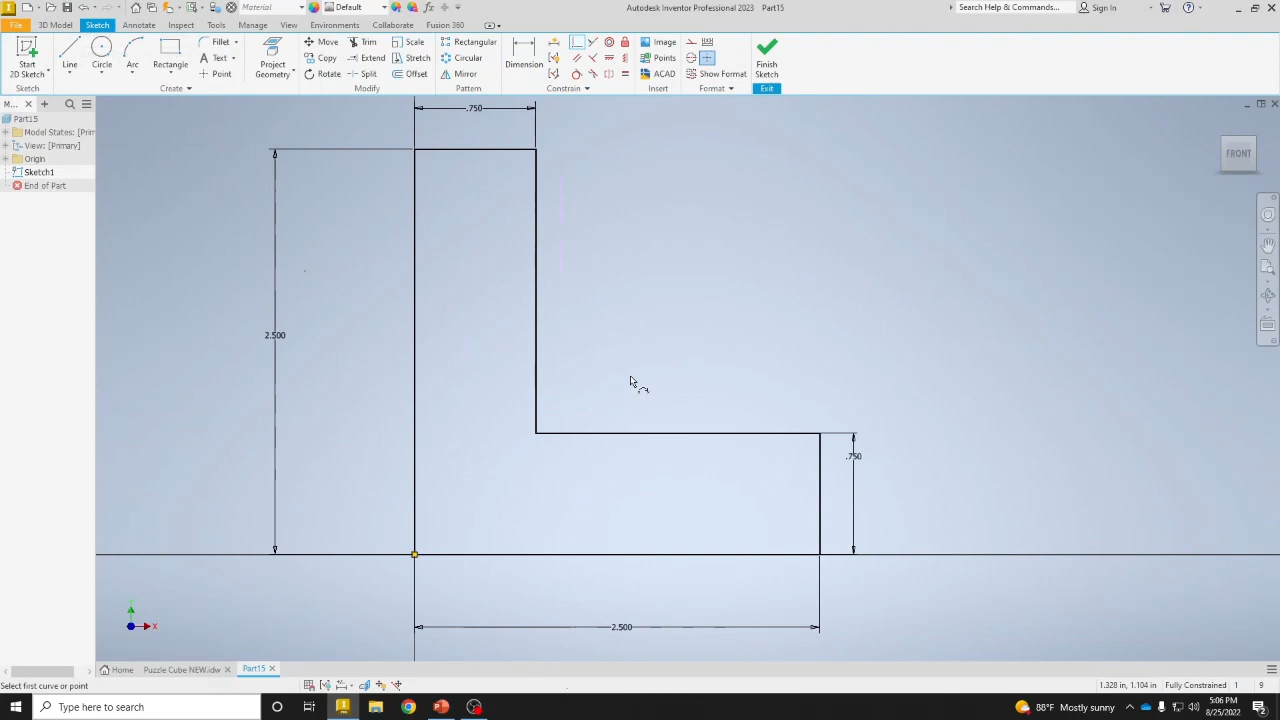 Material
Default
Autodesk Inventor Professional 2023 Part15
Search Help & Commands...
Sign In
File 3D Model Sketch Annotate Inspect Tools Manage View Environments Collaborate Fusion 360
Start
2D Sketch
Line
Circle
Arc
Rectangle
Fillet
Text
Point
Project
Geometry
Move
Copy
Rotate
Trim
Extend
Split
Scale
Stretch
Offset
Rectangular
Circular
Mirror
Dimension
Image
Points
ACAD
Show Format
Finish
Sketch
Sketch
Create
Modify
Pattern
Constrain
Insert
Format
Exit
M...
Part15
Model States: [Prim
View: [Primary]
Origin
Sketch1
End of Part
.750
FRONT
2.500
.750
2.500
Y
X
Home Puzzle Cube NEW.idw Part15
Select first curve or point
1.328 in, 1.104 in Fully Constrained 1 9
Type here to search
88°F Mostly sunny
5:06 PM
8/25/2022
2